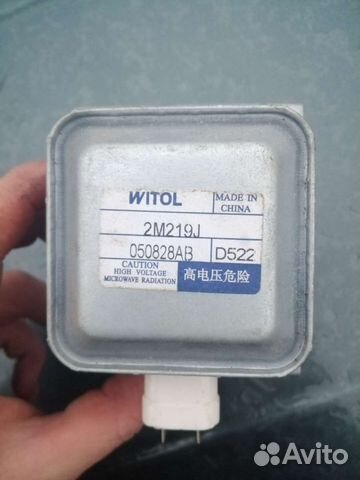 WITOL
MADE IN
CHINA
2M219J
050828AB
D522
CAUTION
HIGH VOLTAGE
MICROWAVE RADIATION
高电压危险
Avito